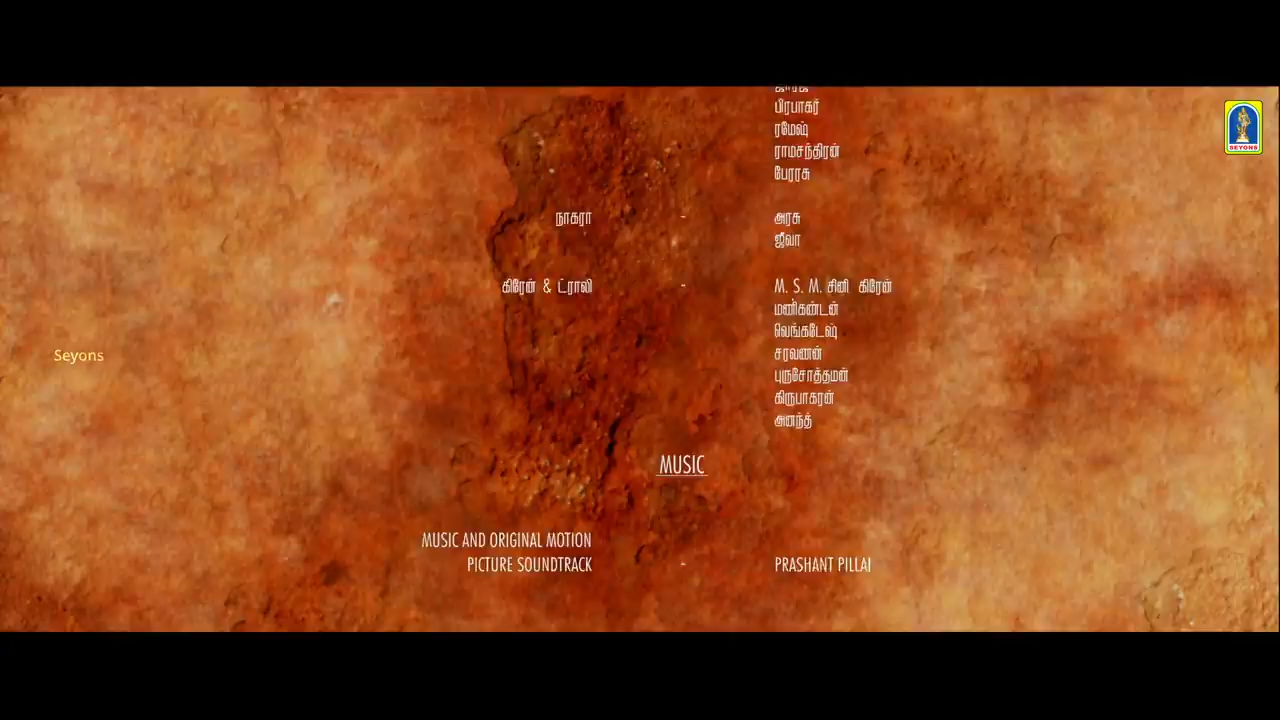 பிரபாகர்
ரமேஷ்
ராமசந்திரன்
பேரரசு
நாகரா - அரசு
ஜீவா
கிரேன் & ட்ராலி - M. S. M. சினி கிரேன்
மணிகண்டன்
வெங்கடேஷ்
சரவணன்
புருசோத்தமன்
கிருபாகரன்
அனந்த்
Seyons
SEYONS
MUSIC
MUSIC AND ORIGINAL MOTION
PICTURE SOUNDTRACK - PRASHANT PILLAI